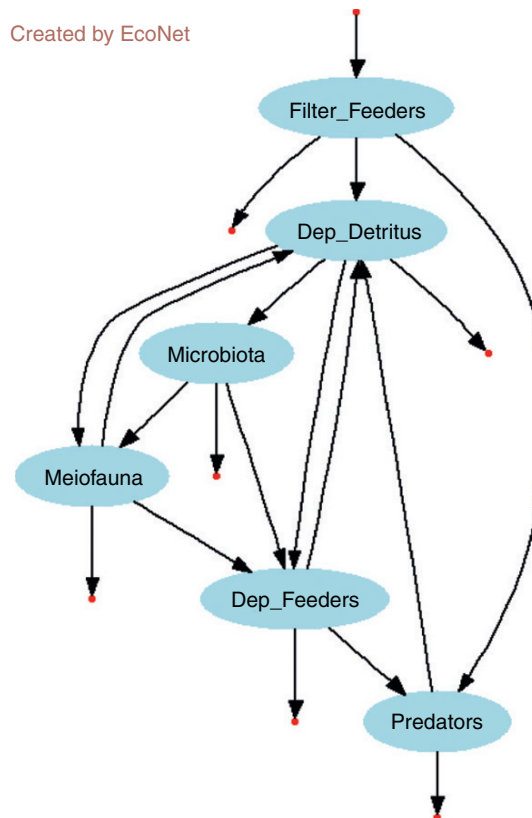 Created by EcoNet
Filter_Feeders
Dep_Detritus
Microbiota
Meiofauna
Dep_Feeders
Predators